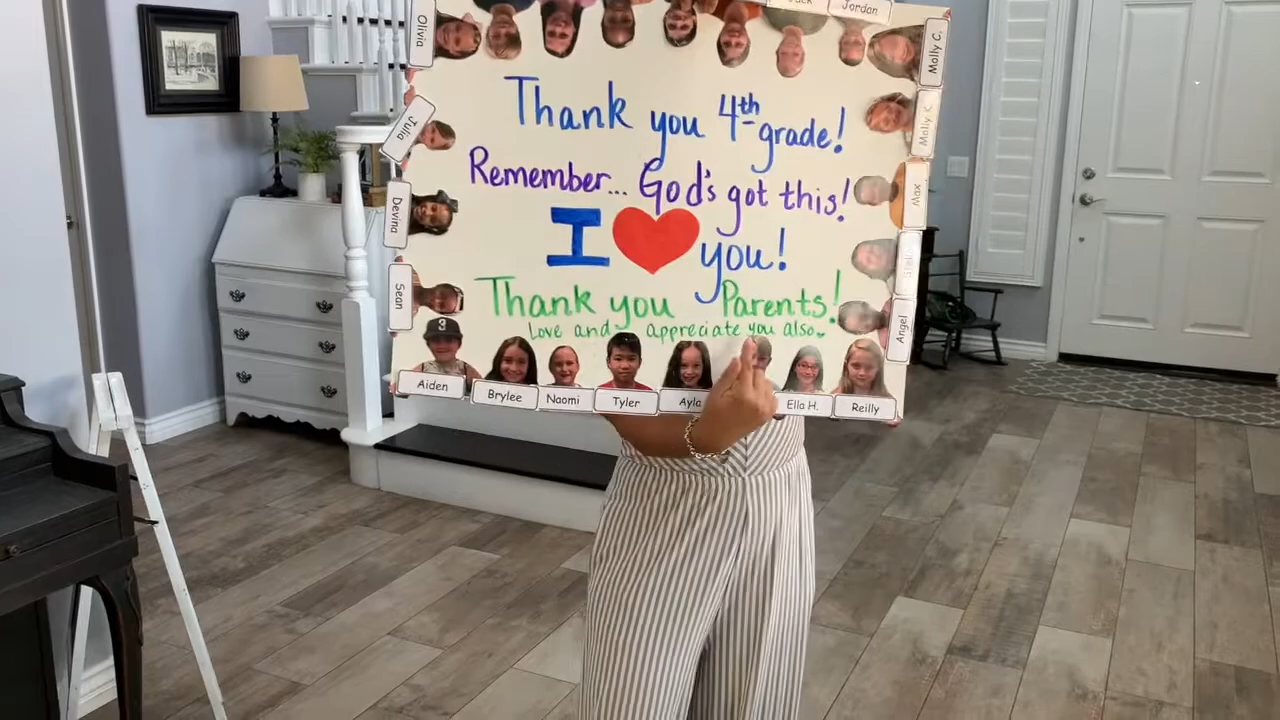 Jordan
Olivia
Molly C.
Thank you 4th grade!
Molly K.
Julia
Remember... God's got this!
Max
Devina
I you!
Sean
Thank you Parents!
Angel
Love and appreciate you also
Aiden
Brylee
Naomi
Tyler
Ayla
Ella H.
Reilly